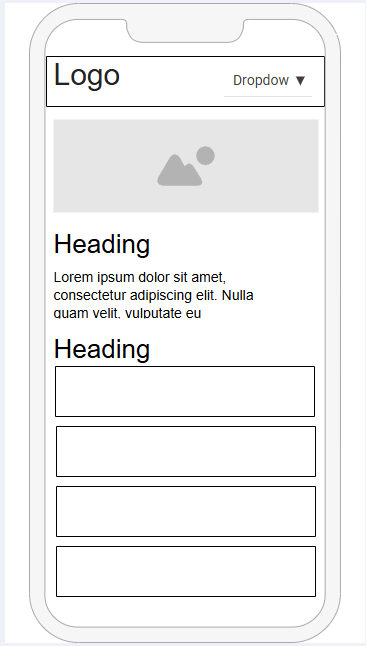 Logo
Dropdow ▼
Heading
Lorem ipsum dolor sit amet,
consectetur adipiscing elit. Nulla
quam velit, vulputate eu
Heading